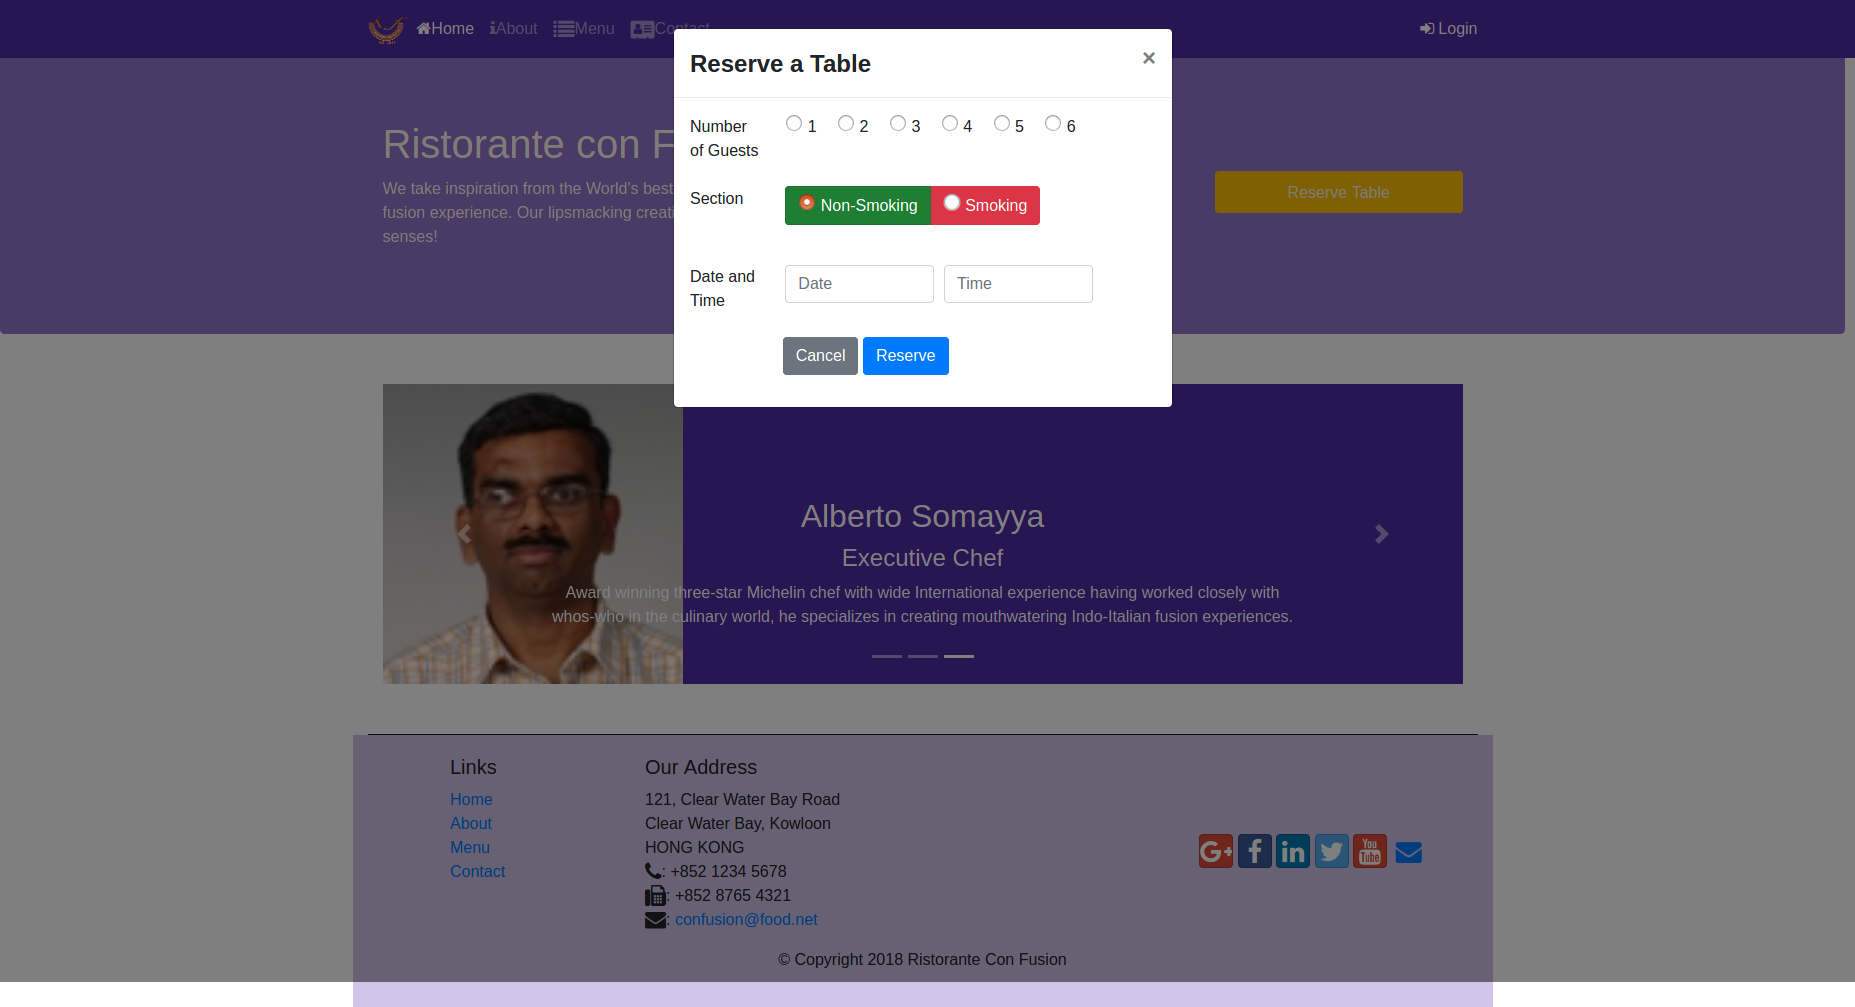 Home About Menu Contact Login
Reserve a Table ×
Ristorante con F
We take inspiration from the World's best
fusion experience. Our lipsmacking creati
senses!
Reserve Table
Number
of Guests
1 2 3 4 5 6
Section
Non-Smoking Smoking
Date and
Time
Date Time
Cancel Reserve
Alberto Somayya
Executive Chef
Award winning three-star Michelin chef with wide International experience having worked closely with
whos-who in the culinary world, he specializes in creating mouthwatering Indo-Italian fusion experiences.
Links
Home
About
Menu
Contact
Our Address
121, Clear Water Bay Road
Clear Water Bay, Kowloon
HONG KONG
: +852 1234 5678
: +852 8765 4321
: confusion@food.net
G+ f in You Tube
© Copyright 2018 Ristorante Con Fusion